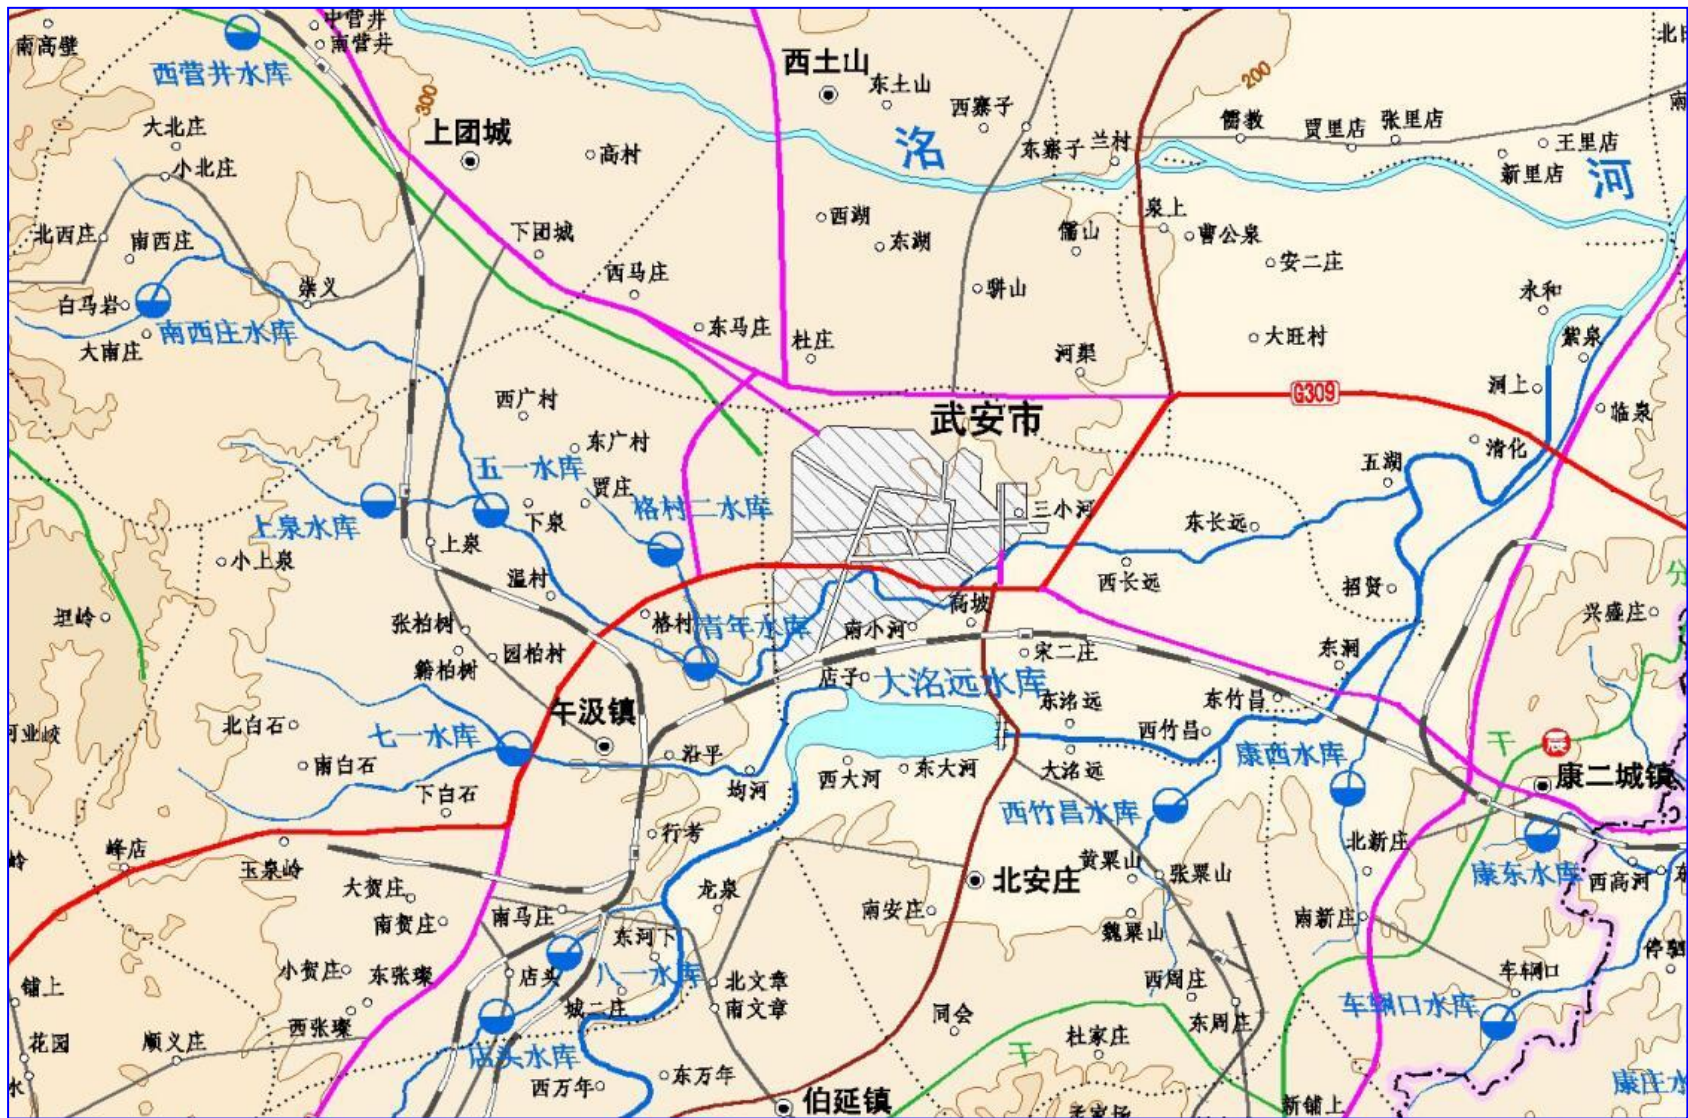 中营井
南高壁
南营井
西营井水库
300
200
西土山
东土山
西寨子
大北庄
上团城
高村
洺
东寨子
兰村
儒教
贾里店
张里店
王里店
新里店
河
小北庄
北西庄
南西庄
下团城
西湖
东湖
泉上
儒山
曹公泉
安二庄
西马庄
崇义
白马岩
南西庄水库
大南庄
骈山
永和
东马庄
杜庄
河渠
大旺村
紫泉
洞上
G309
临泉
西广村
武安市
东广村
清化
五湖
五一水库
贾庄
格村二水库
上泉水库
下泉
三小河
东长远
上泉
小上泉
温村
西长远
分
招贤
兴盛庄
坦岭
张柏树
格村
青年水库
南小河
高坡
园柏村
籍柏树
宋二庄
东洞
店子
大洺远水库
东洺远
东竹昌
午汲镇
北白石
七一水库
沿平
西竹昌
康西水库
干
南白石
西大河
东大河
大洺远
康二城镇
下白石
均河
西竹昌水库
行考
北新庄
峰店
玉泉岭
黄粟山
张粟山
康东水库
西高河
大贺庄
龙泉
北安庄
南贺庄
南马庄
南安庄
魏粟山
南新庄
东河下
小贺庄
东张璨
店头
八一水库
北文章
西周庄
车辋口
铺上
城二庄
南文章
车辋口水库
西张璨
同会
东周庄
花园
顺义庄
店头水库
干
杜家庄
西万年
东万年
伯延镇
新铺上